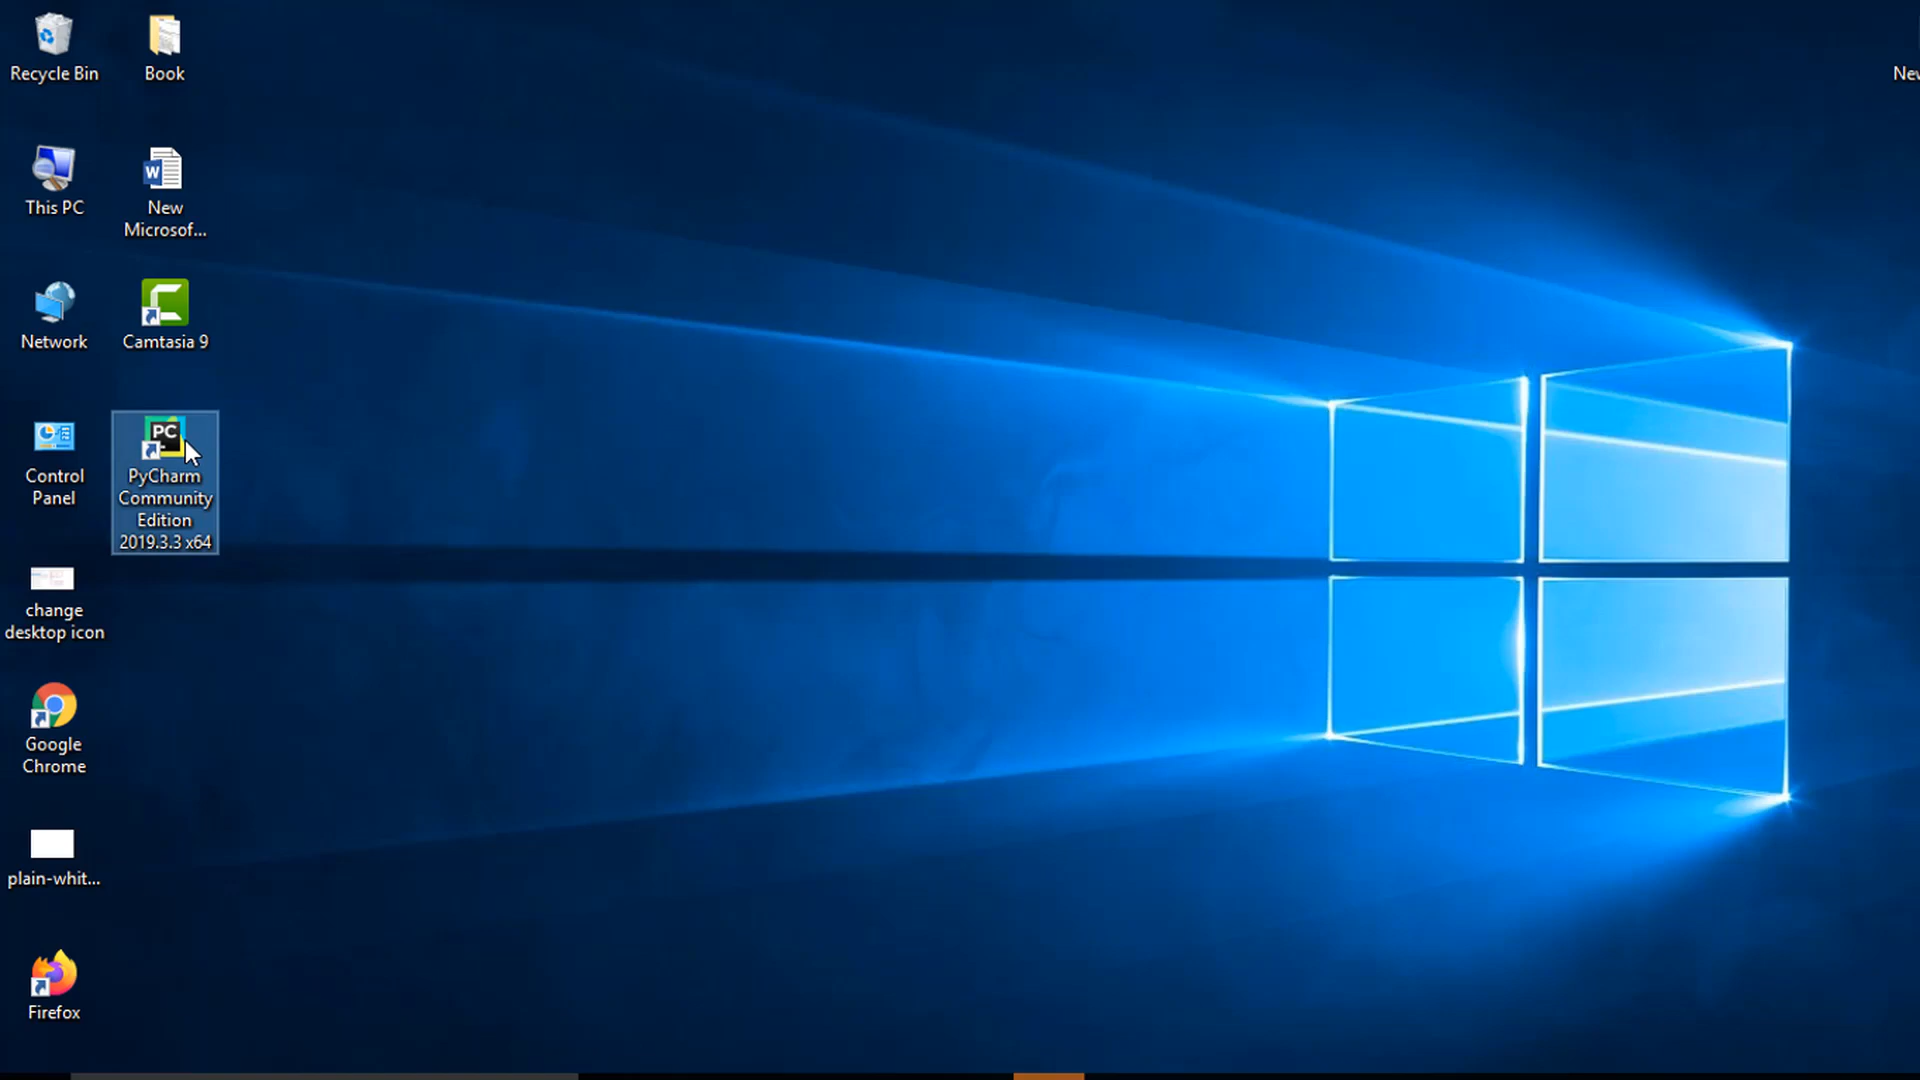 Recycle Bin
Book
New
This PC
New
Microsof...
W
Network
Camtasia 9
Control
Panel
PC
PyCharm
Community
Edition
2019.3.3 x64
change
desktop icon
Google
Chrome
plain-whit...
Firefox